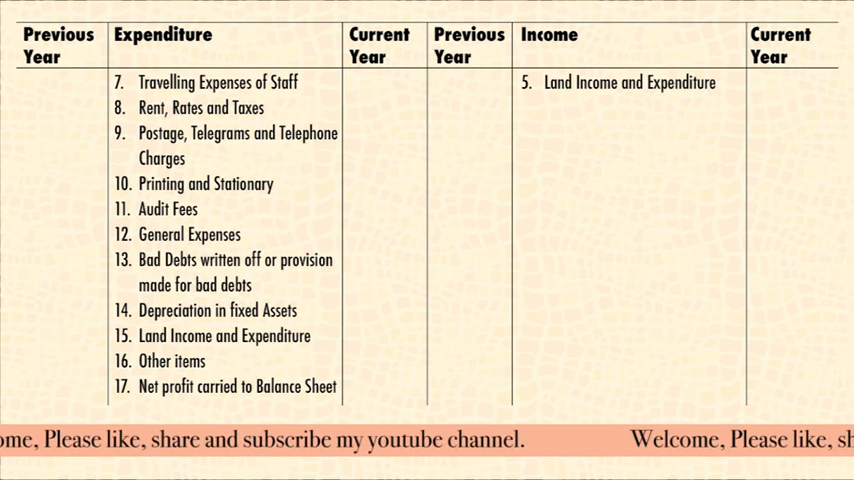 Previous Year
Expenditure
Current Year
Previous Year
Income
Current Year
7. Travelling Expenses of Staff
8. Rent, Rates and Taxes
9. Postage, Telegrams and Telephone
Charges
10. Printing and Stationary
11. Audit Fees
12. General Expenses
13. Bad Debts written off or provision
made for bad debts
14. Depreciation in fixed Assets
15. Land Income and Expenditure
16. Other items
17. Net profit carried to Balance Sheet
5. Land Income and Expenditure
ome, Please like, share and subscribe my youtube channel. Welcome, Please like, sh